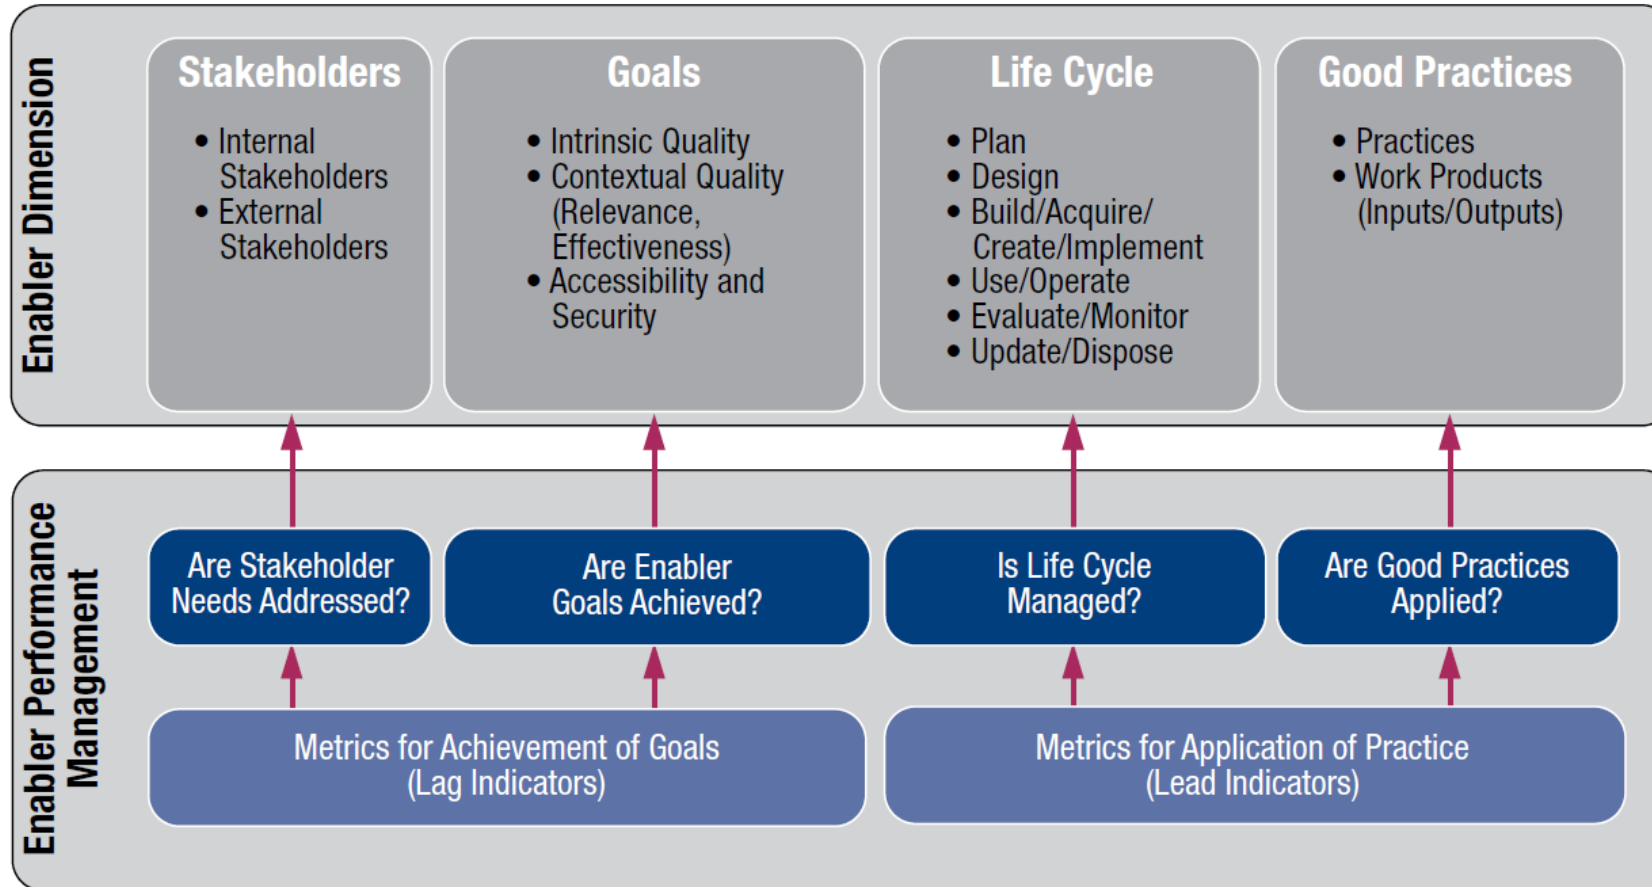 Enabler Dimension
Stakeholders
• Internal
Stakeholders
• External
Stakeholders
Goals
• Intrinsic Quality
• Contextual Quality
(Relevance,
Effectiveness)
• Accessibility and
Security
Life Cycle
• Plan
• Design
• Build/Acquire/
Create/Implement
• Use/Operate
• Evaluate/Monitor
• Update/Dispose
Good Practices
• Practices
• Work Products
(Inputs/Outputs)
Enabler Performance
Management
Are Stakeholder
Needs Addressed?
Are Enabler
Goals Achieved?
Is Life Cycle
Managed?
Are Good Practices
Applied?
Metrics for Achievement of Goals
(Lag Indicators)
Metrics for Application of Practice
(Lead Indicators)